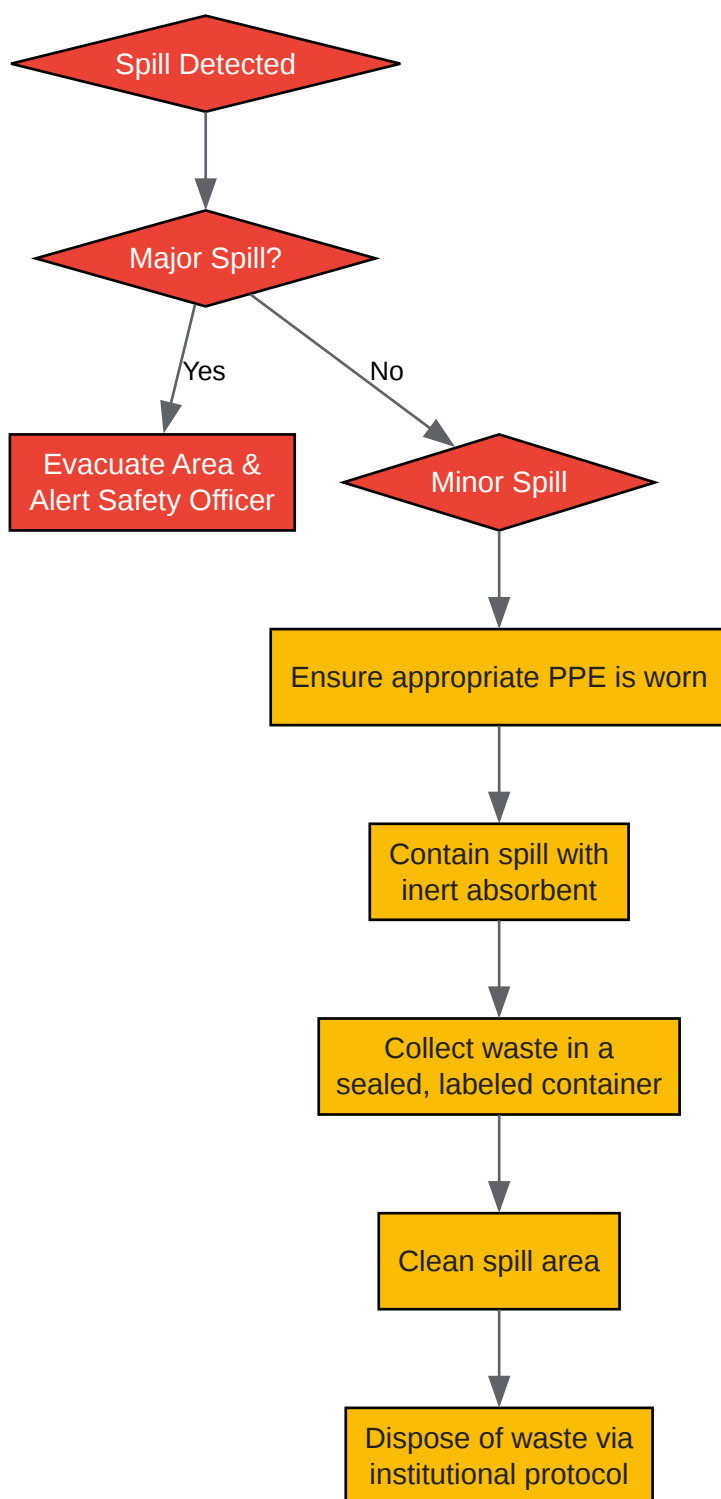 Spill Detected
Major Spill?
Yes
No
Evacuate Area &
Alert Safety Officer
Minor Spill
Ensure appropriate PPE is worn
Contain spill with
inert absorbent
Collect waste in a
sealed, labeled container
Clean spill area
Dispose of waste via
institutional protocol